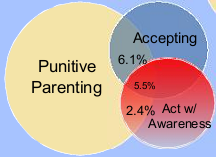 Accepting
6.1%
Punitive
Parenting
5.5%
2.4%
Act w/
Awareness